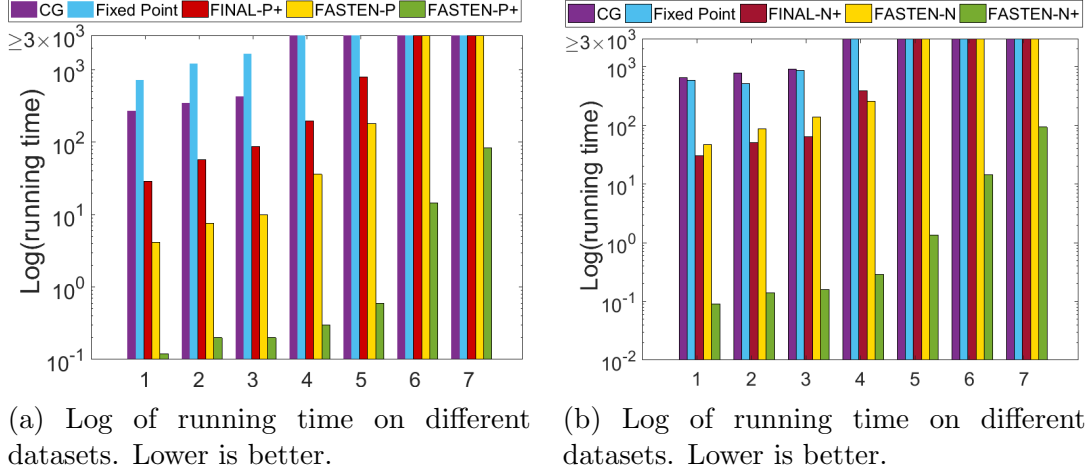 CG Fixed Point FINAL-P+ FASTEN-P FASTEN-P+
≥3×10³
10³
10²
10¹
10⁰
10⁻¹
Log(running time)
1 2 3 4 5 6 7
(a) Log of running time on different
datasets. Lower is better.
CG Fixed Point FINAL-N+ FASTEN-N FASTEN-N+
≥3×10³
10³
10²
10¹
10⁰
10⁻¹
10⁻²
Log(running time)
1 2 3 4 5 6 7
(b) Log of running time on different
datasets. Lower is better.